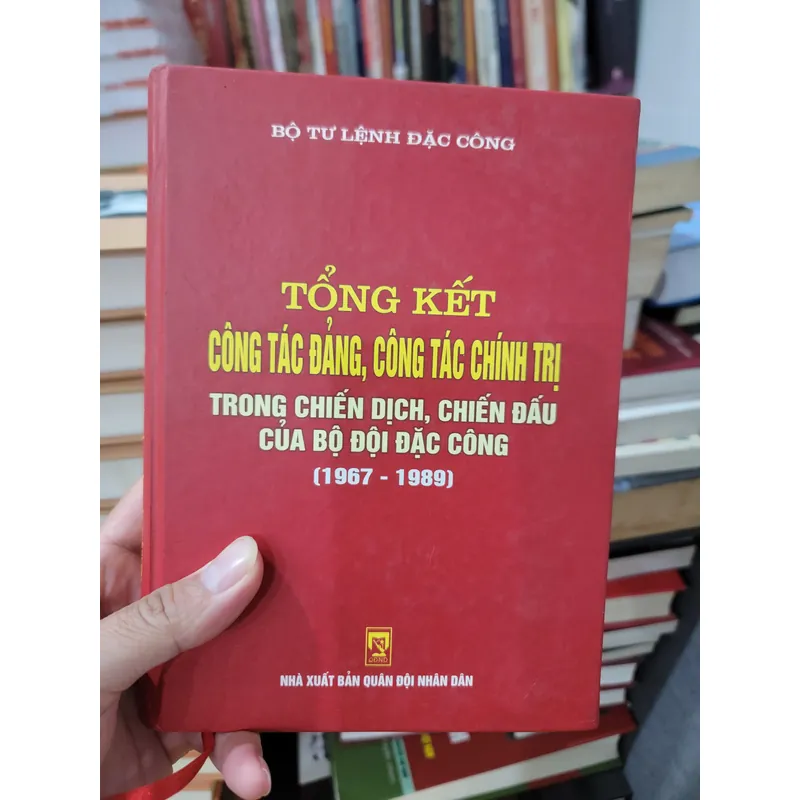 BỘ TƯ LỆNH ĐẶC CÔNG
TỔNG KẾT
CÔNG TÁC ĐẢNG, CÔNG TÁC CHÍNH TRỊ
TRONG CHIẾN DỊCH, CHIẾN ĐẤU
CỦA BỘ ĐỘI ĐẶC CÔNG
(1967 - 1989)
QĐND
NHÀ XUẤT BẢN QUÂN ĐỘI NHÂN DÂN